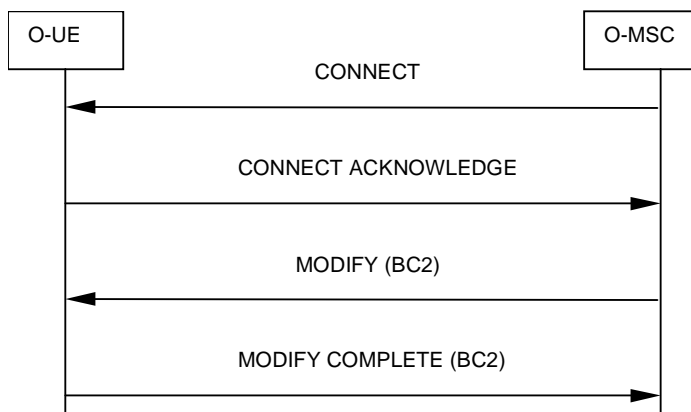 O-UE
O-MSC
CONNECT
CONNECT ACKNOWLEDGE
MODIFY (BC2)
MODIFY COMPLETE (BC2)